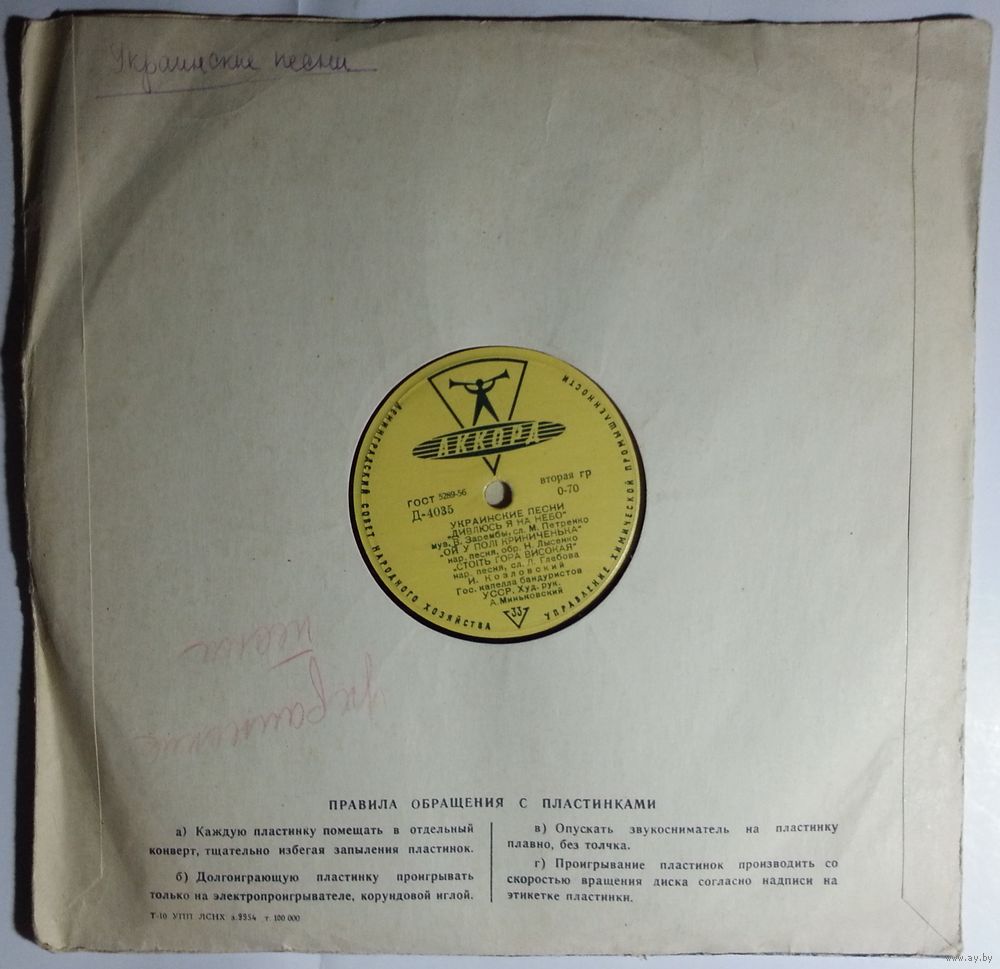 Украинские песни
АККОРД
ЛЕНИНГРАДСКИЙ СОВЕТ НАРОДНОГО ХОЗЯЙСТВА
УПРАВЛЕНИЕ ХИМИЧЕСКОЙ ПРОМЫШЛЕННОСТИ
ГОСТ 5289-56 вторая гр
Д-4035 0-70
УКРАИНСКИЕ ПЕСНИ
"ДИВЛЮСЬ Я НА НЕБО"
муз. В. Зарембы, сл. М. Петренко
"ОЙ У ПОЛІ КРИНИЧЕНЬКА"
нар. песня, обр. Н. Лысенко
"СТОІТЬ ГОРА ВИСОКАЯ"
нар. песня, сл. Л. Глебова
И. Козловский
Гос. капелла бандуристов
УССР. Худ. рук.
А. Миньковский
33
украинские
песни
ПРАВИЛА ОБРАЩЕНИЯ С ПЛАСТИНКАМИ
а) Каждую пластинку помещать в отдельный
конверт, тщательно избегая запыления пластинок.
б) Долгоиграющую пластинку проигрывать
только на электропроигрывателе, корундовой иглой.
в) Опускать звукосниматель на пластинку
плавно, без толчка.
г) Проигрывание пластинок производить со
скоростью вращения диска согласно надписи на
этикетке пластинки.
Т-10 УПП ЛСНХ з. 9954 т. 100 000
www.ay.by